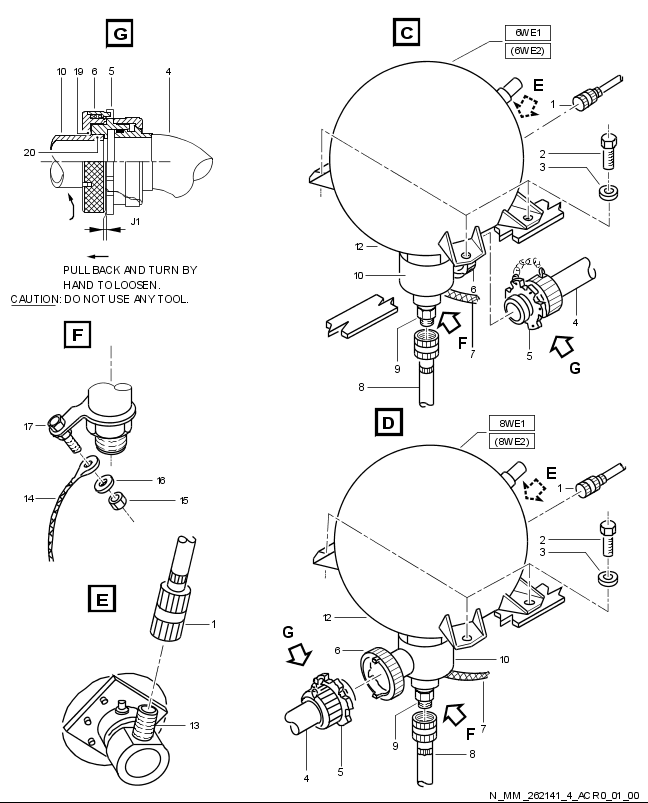 G
10 19 6 5 4
20
J1
PULL BACK AND TURN BY
HAND TO LOOSEN.
CAUTION: DO NOT USE ANY TOOL.
C
6WE1
(6WE2)
E
1
2
3
12
10
6
9
F
7
5
4
G
8
F
17
14
16
15
E
1
13
D
8WE1
(8WE2)
E
1
2
3
12
G
6
10
9
F
7
4
5
8
N_MM_262141_4_ACR0_01_00